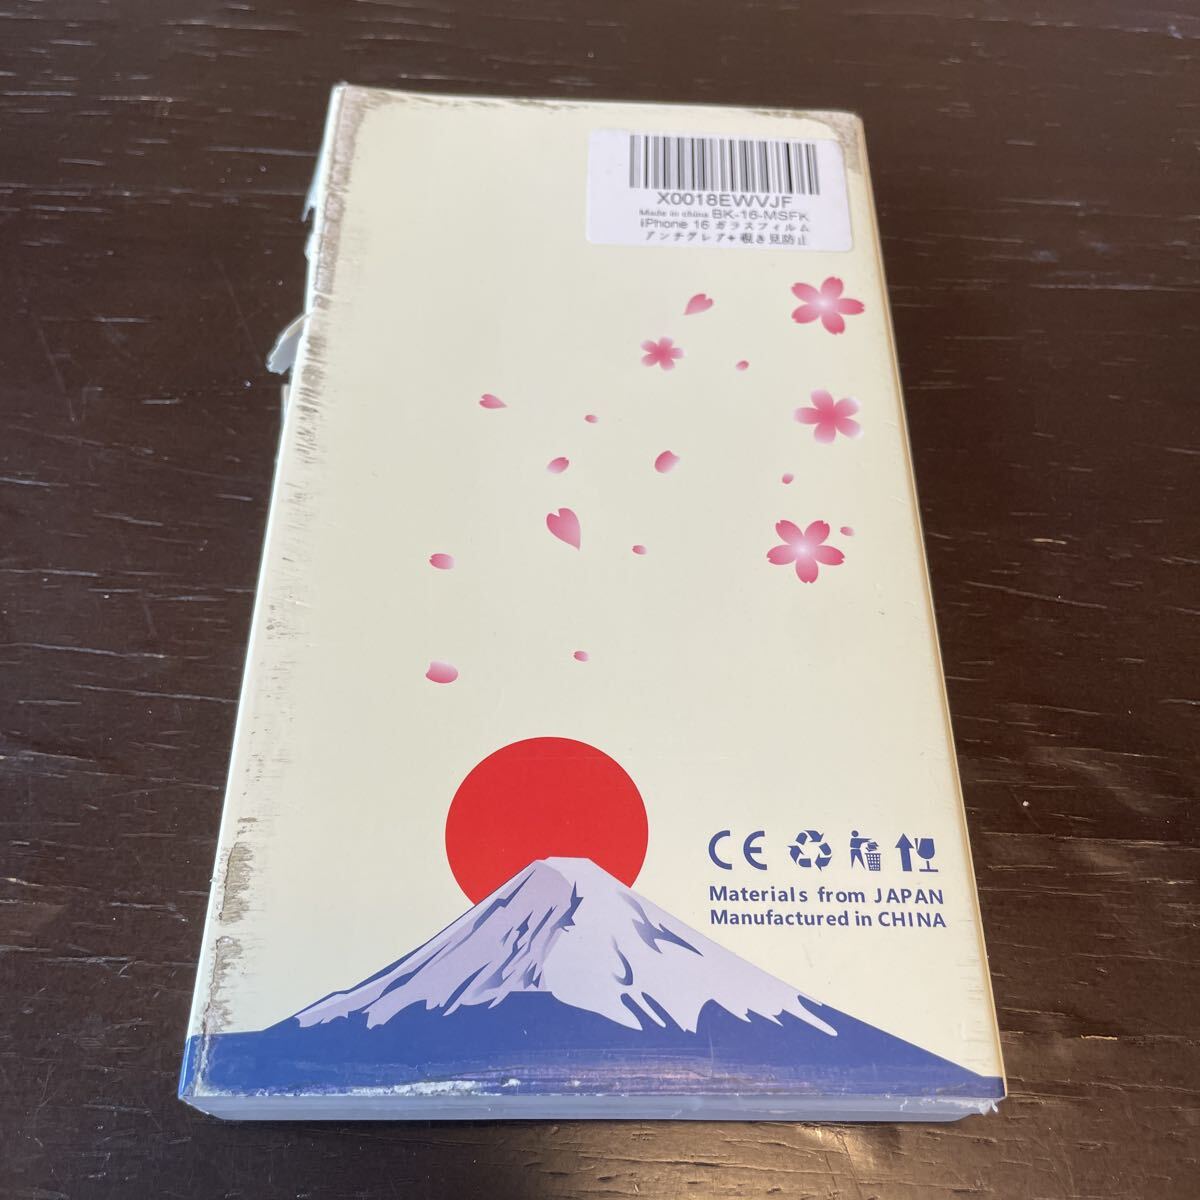 X0018EWVJF
Made in china BK-16-MSFK
iPhone 16 ガラスフィルム
アンチグレア+ 覗き見防止
CE
Materials from JAPAN
Manufactured in CHINA